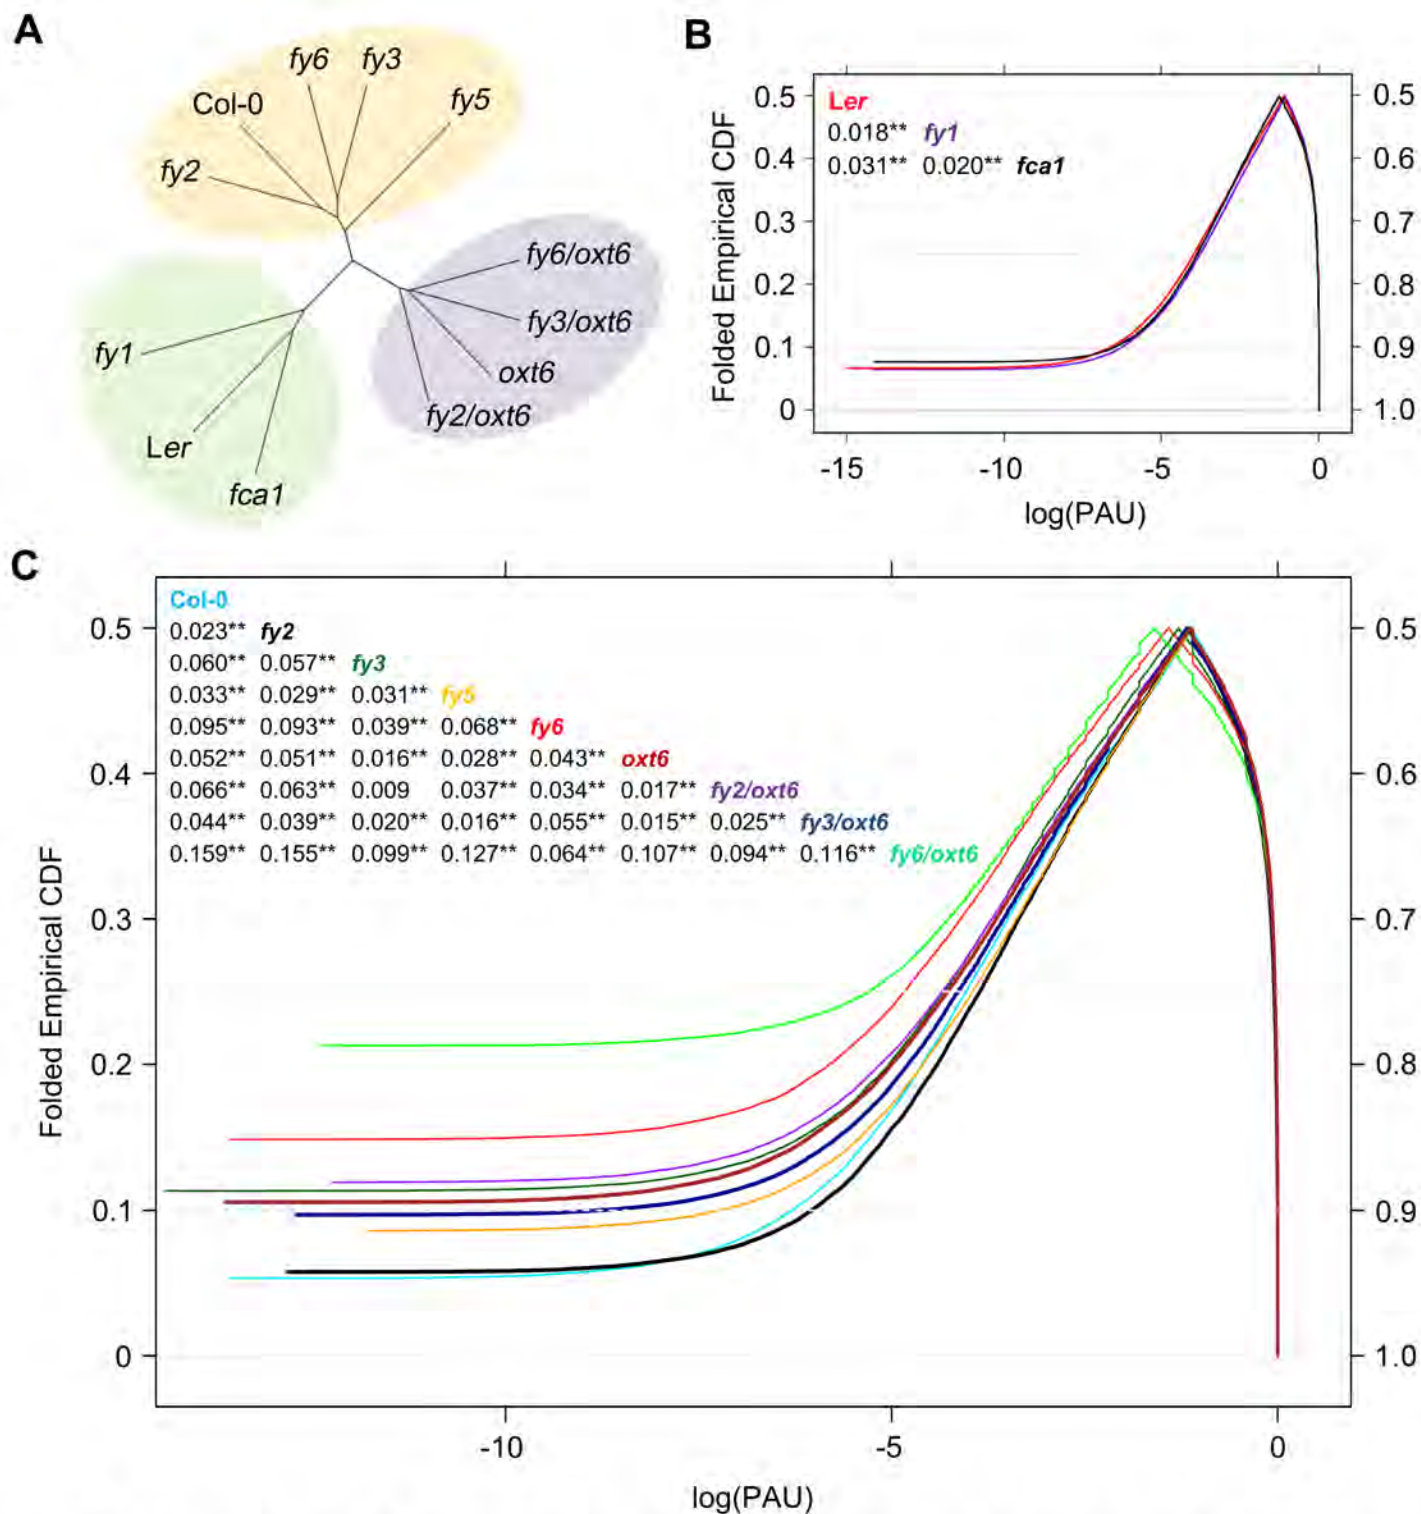 A
fy6
fy3
Col-0
fy5
fy2
fy6/oxt6
fy3/oxt6
oxt6
fy2/oxt6
fy1
Ler
fca1
B
Folded Empirical CDF
0.5
0.4
0.3
0.2
0.1
0
Ler
0.018** fy1
0.031** 0.020** fca1
0.5
0.6
0.7
0.8
0.9
1.0
-15 -10 -5 0
log(PAU)
C
Folded Empirical CDF
0.5
0.4
0.3
0.2
0.1
0
Col-0
0.023** fy2
0.060** 0.057** fy3
0.033** 0.029** 0.031** fy5
0.095** 0.093** 0.039** 0.068** fy6
0.052** 0.051** 0.016** 0.028** 0.043** oxt6
0.066** 0.063** 0.009 0.037** 0.034** 0.017** fy2/oxt6
0.044** 0.039** 0.020** 0.016** 0.055** 0.015** 0.025** fy3/oxt6
0.159** 0.155** 0.099** 0.127** 0.064** 0.107** 0.094** 0.116** fy6/oxt6
0.5
0.6
0.7
0.8
0.9
1.0
-10 -5 0
log(PAU)